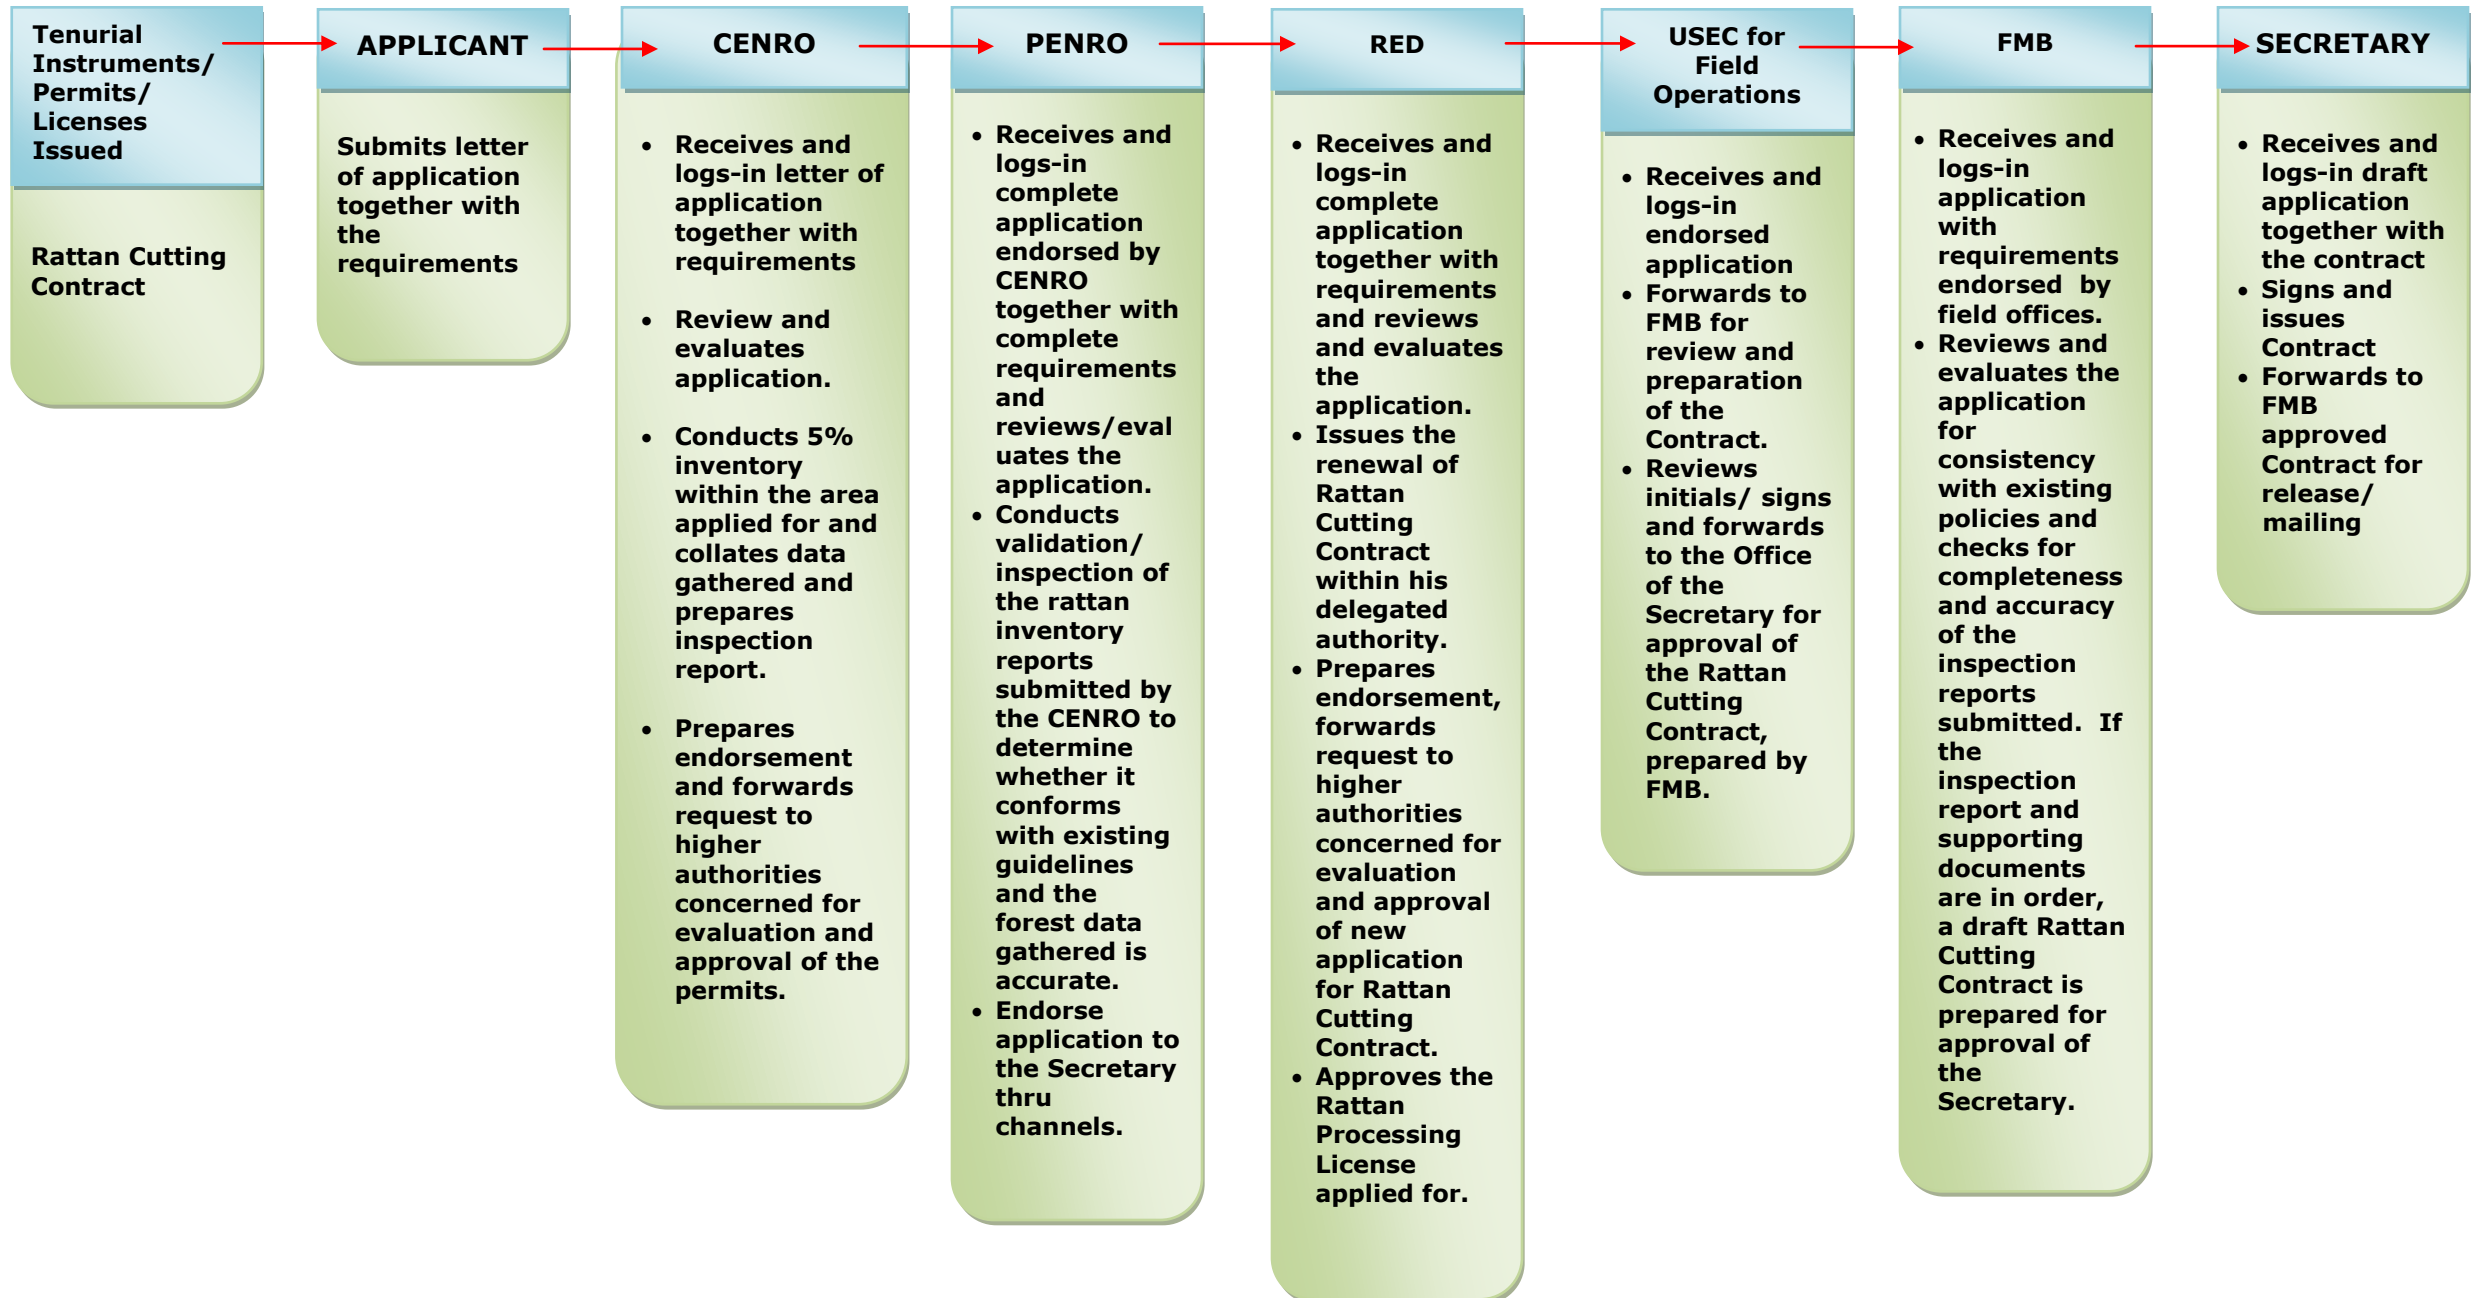 Tenurial
Instruments/
Permits/
Licenses
Issued
Rattan Cutting
Contract
APPLICANT
Submits letter
of application
together with
the
requirements
CENRO
• Receives and
logs-in letter of
application
together with
requirements
• Review and
evaluates
application.
• Conducts 5%
inventory
within the area
applied for and
collates data
gathered and
prepares
inspection
report.
• Prepares
endorsement
and forwards
request to
higher
authorities
concerned for
evaluation and
approval of the
permits.
PENRO
• Receives and
logs-in
complete
application
endorsed by
CENRO
together with
complete
requirements
and
reviews/eval
uates the
application.
• Conducts
validation/
inspection of
the rattan
inventory
reports
submitted by
the CENRO to
determine
whether it
conforms
with existing
guidelines
and the
forest data
gathered is
accurate.
• Endorse
application to
the Secretary
thru
channels.
RED
• Receives and
logs-in
complete
application
together with
requirements
and reviews
and evaluates
the
application.
• Issues the
renewal of
Rattan
Cutting
Contract
within his
delegated
authority.
• Prepares
endorsement,
forwards
request to
higher
authorities
concerned for
evaluation
and approval
of new
application
for Rattan
Cutting
Contract.
• Approves the
Rattan
Processing
License
applied for.
USEC for
Field
Operations
• Receives and
logs-in
endorsed
application
• Forwards to
FMB for
review and
preparation
of the
Contract.
• Reviews
initials/ signs
and forwards
to the Office
of the
Secretary for
approval of
the Rattan
Cutting
Contract,
prepared by
FMB.
FMB
• Receives and
logs-in
application
with
requirements
endorsed  by
field offices.
• Reviews and
evaluates the
application
for
consistency
with existing
policies and
checks for
completeness
and accuracy
of the
inspection
reports
submitted.  If
the
inspection
report and
supporting
documents
are in order,
a draft Rattan
Cutting
Contract is
prepared for
approval of
the
Secretary.
SECRETARY
• Receives and
logs-in draft
application
together with
the contract
• Signs and
issues
Contract
• Forwards to
FMB
approved
Contract for
release/
mailing